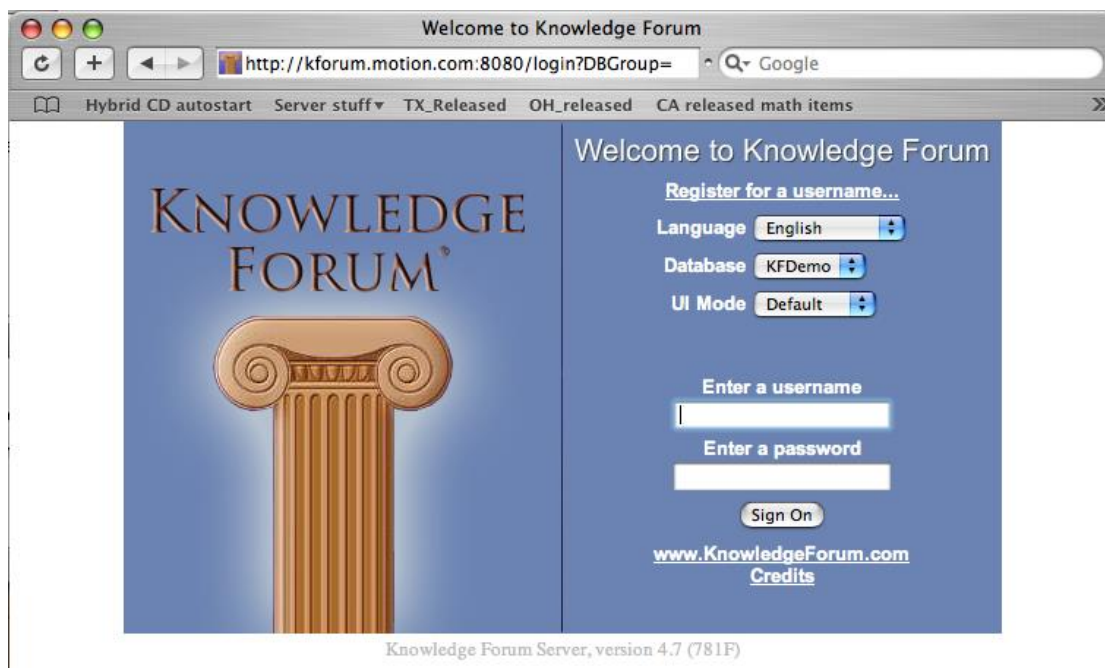 Welcome to Knowledge Forum
http://kforum.motion.com:8080/login?DBGroup=
Google
Hybrid CD autostart Server stuff TX_Released OH_released CA released math items
KNOWLEDGE
FORUM®
Welcome to Knowledge Forum
Register for a username...
Language English
Database KFDemo
UI Mode Default
Enter a username
Enter a password
Sign On
www.KnowledgeForum.com
Credits
Knowledge Forum Server, version 4.7 (781F)